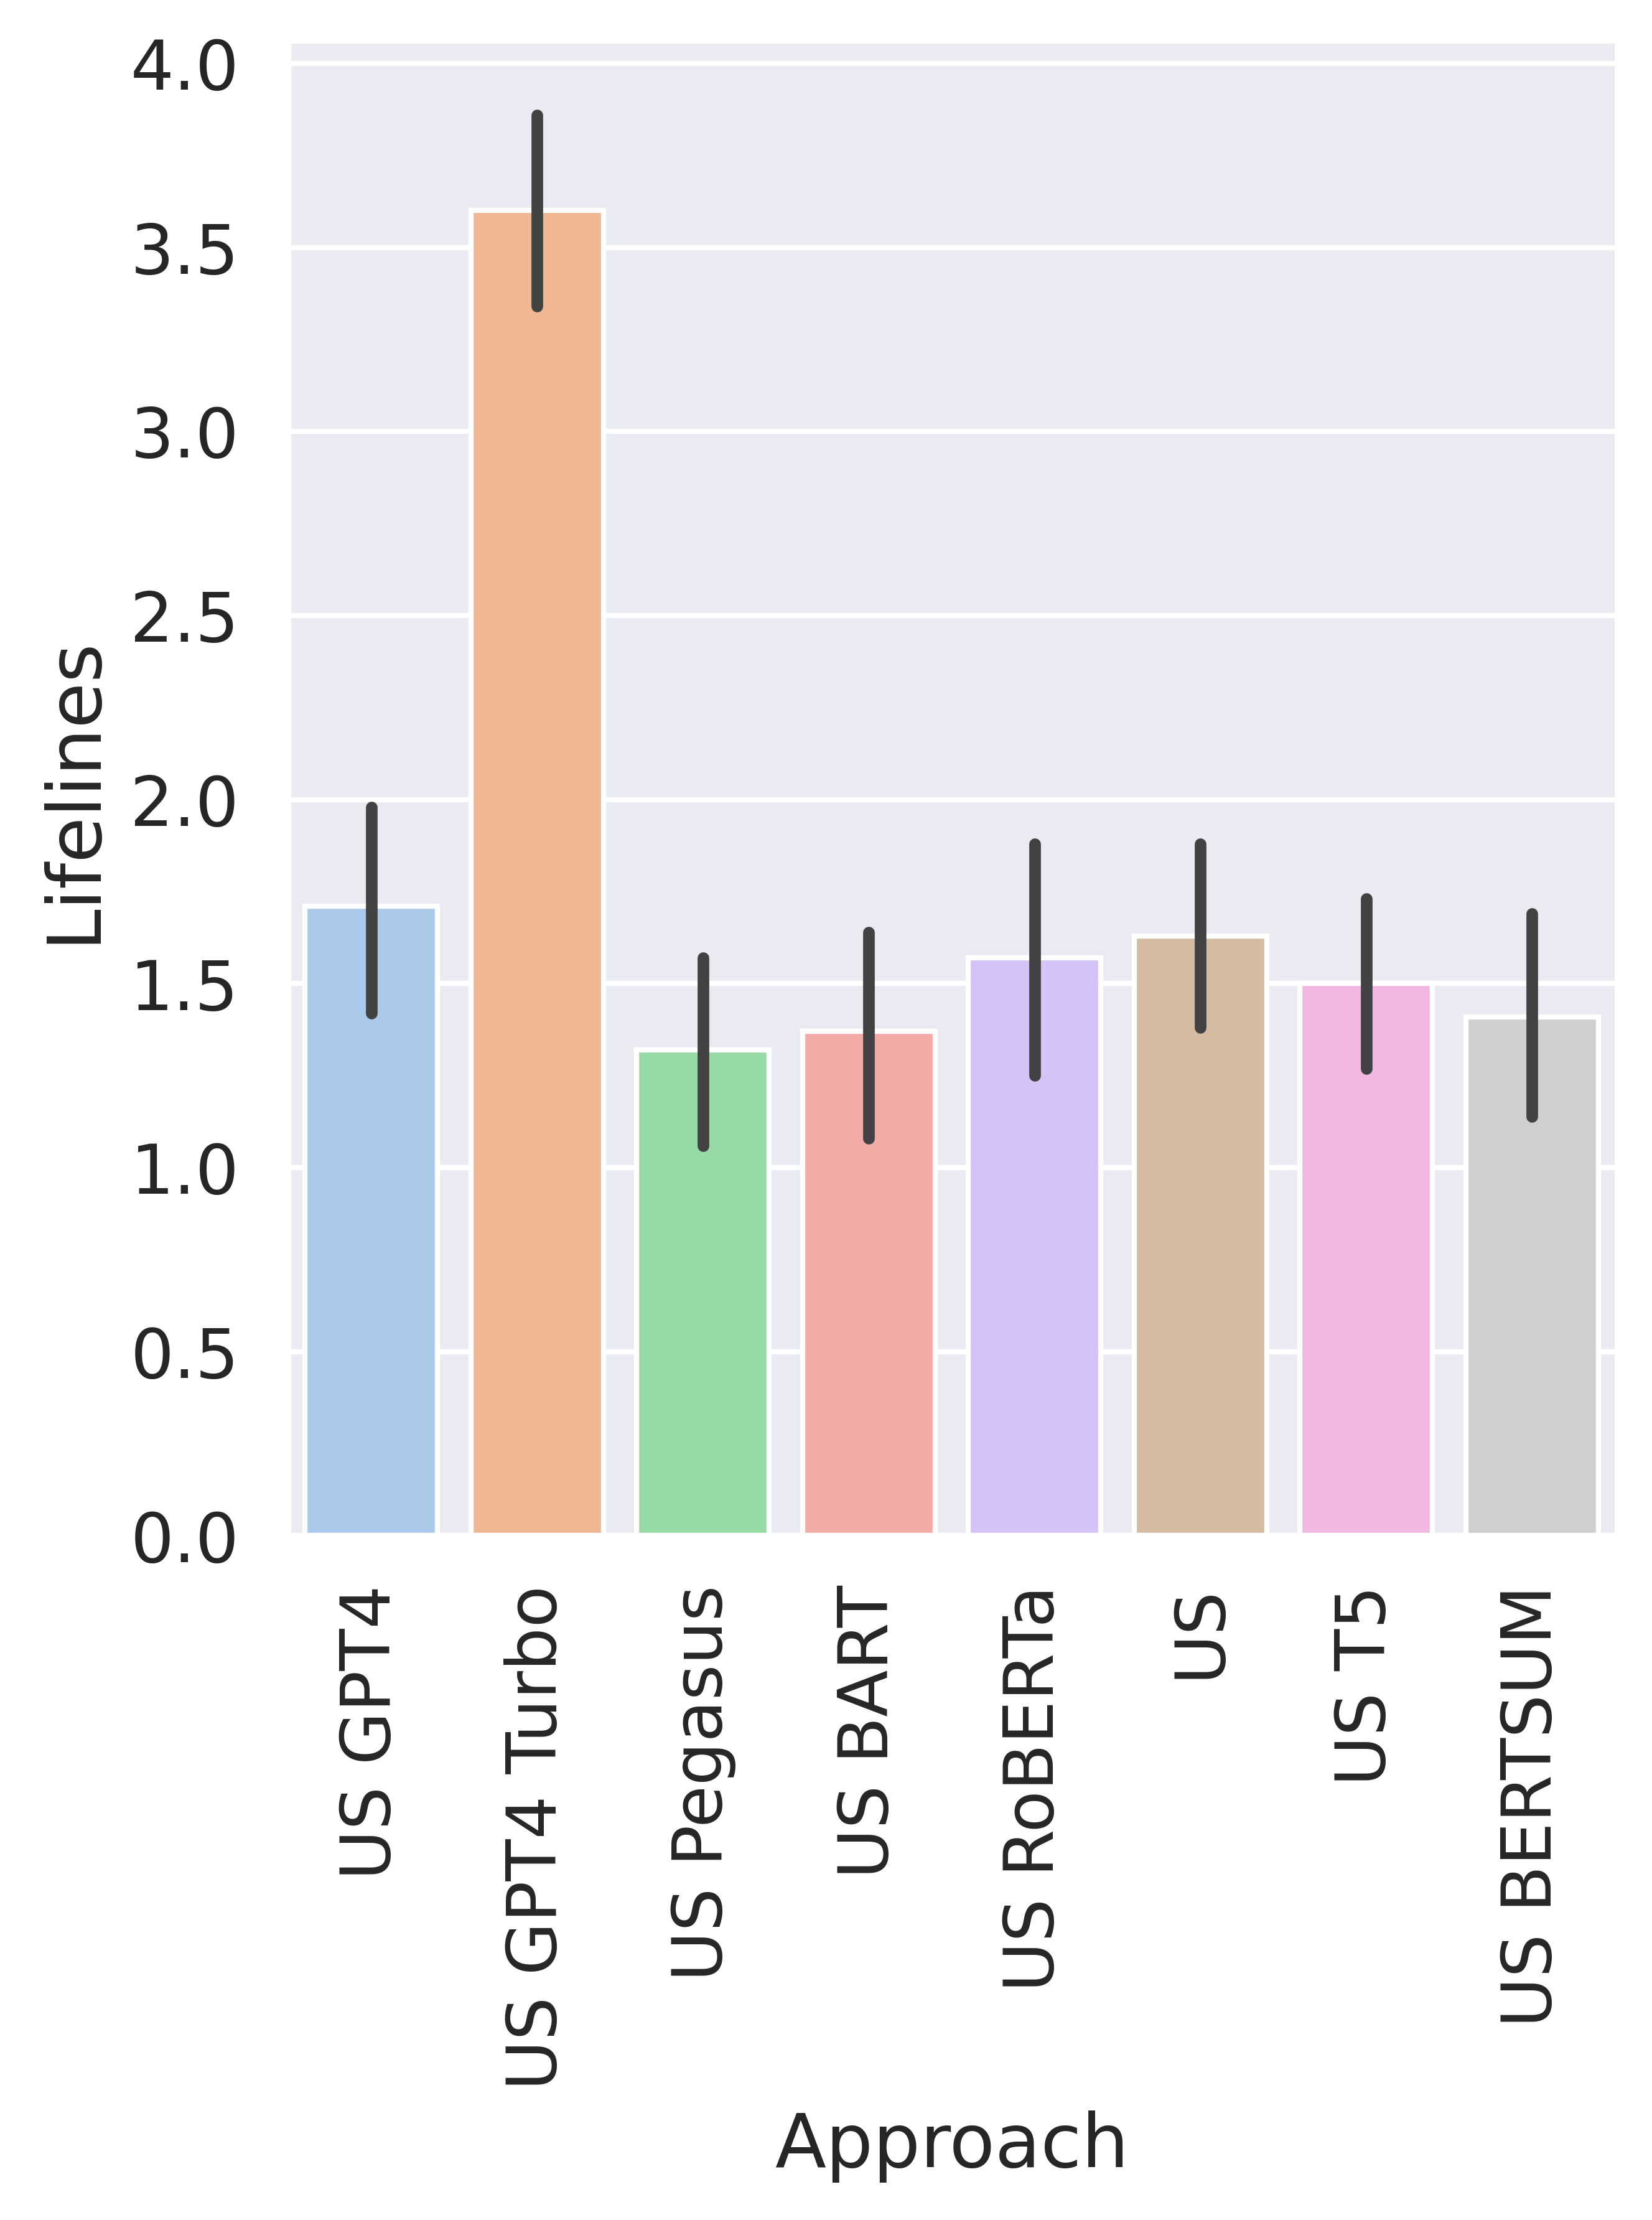 4.0
3.5
3.0
2.5
2.0
1.5
1.0
0.5
0.0
Lifelines
US GPT4
US GPT4 Turbo
US Pegasus
US BART
US RoBERTa
US
US T5
US BERTSUM
Approach